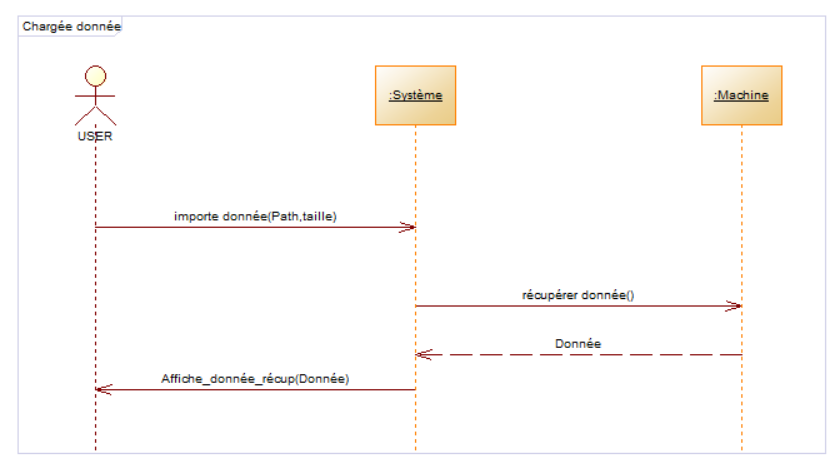 Chargée donnée
USER
:Système
:Machine
importe donnée(Path,taille)
récupérer donnée()
Donnée
Affiche_donnée_récup(Donnée)